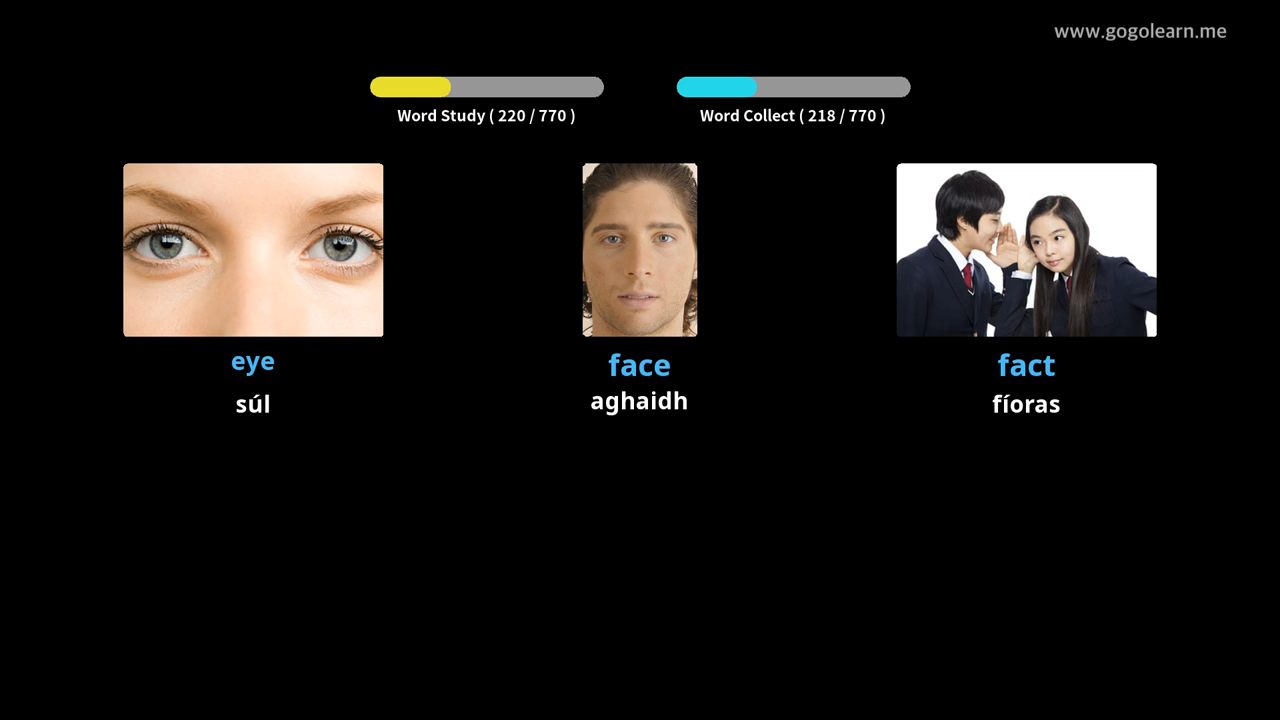 www.gogolearn.me
Word Study ( 220 / 770 )
Word Collect ( 218 / 770 )
eye
face
fact
súl
aghaidh
fíoras